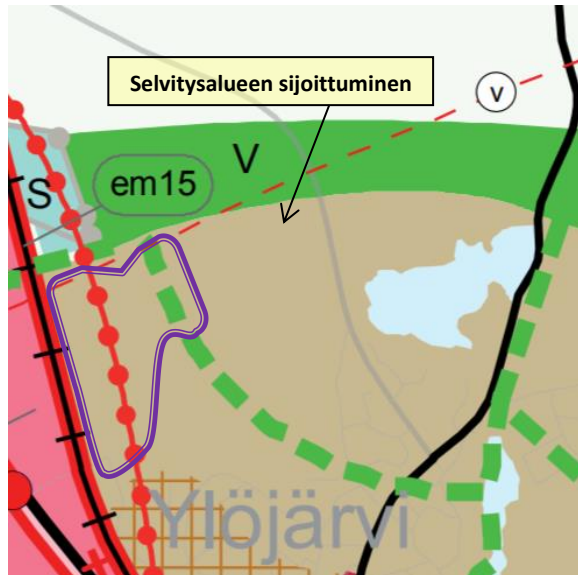 Selvitysalueen sijoittuminen
v
V
em15
S
Ylöjärvi